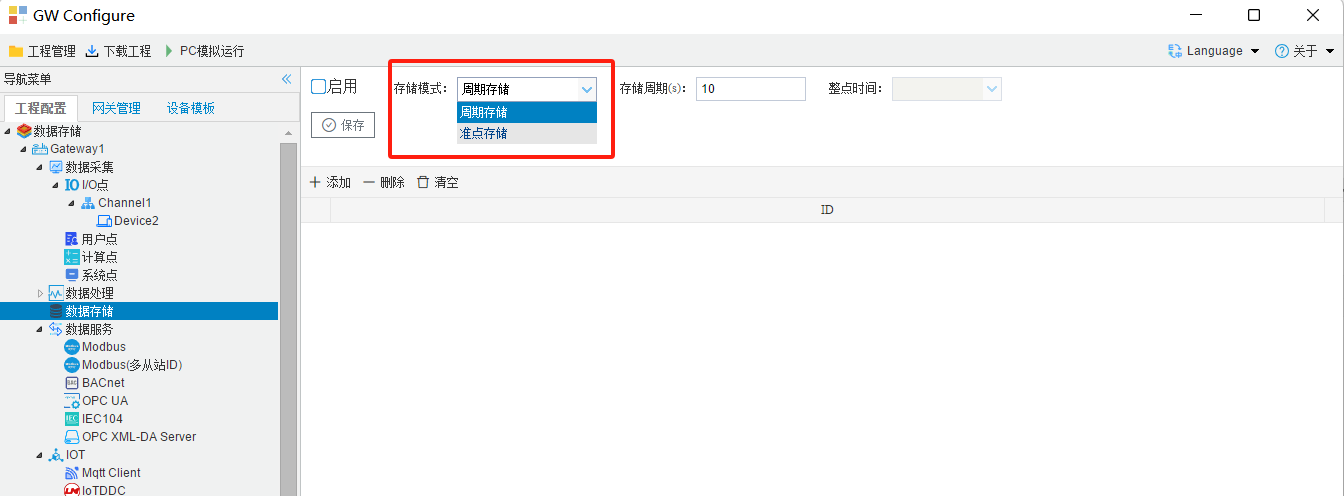 GW Configure
工程管理 下载工程 PC模拟运行 Language 关于
导航菜单
工程配置 网关管理 设备模板
启用 存储模式: 周期存储 存储周期(s): 10 整点时间:
周期存储
准点存储
保存
添加 删除 清空
ID
数据存储
Gateway1
数据采集
IO I/O点
Channel1
Device2
用户点
计算点
系统点
数据处理
数据存储
数据服务
Modbus
Modbus(多从站ID)
BACnet
OPC UA
IEC IEC104
OPC XML-DA Server
IOT
Mqtt Client
IoTDDC